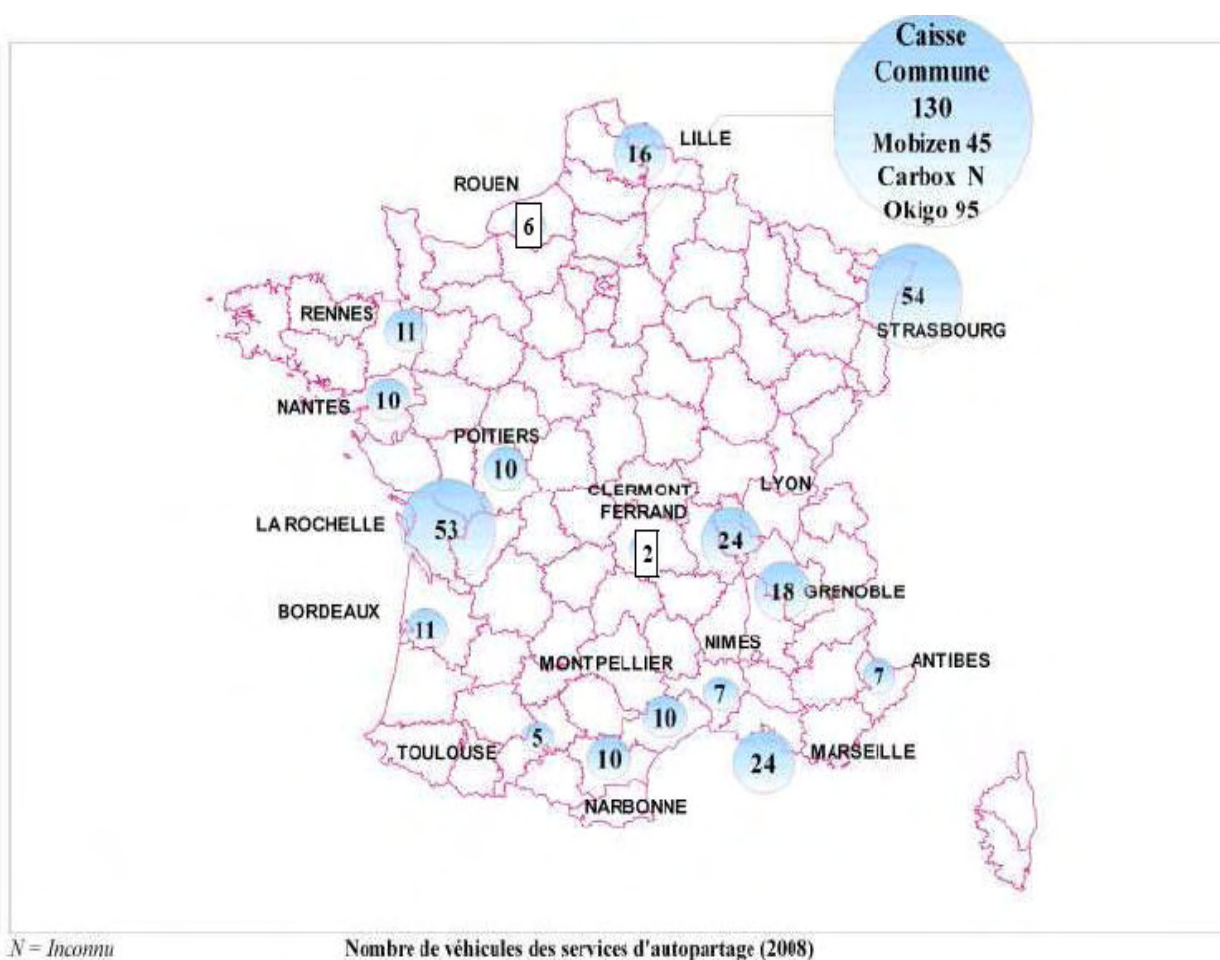 Caisse
Commune
130
Mobizen 45
Carbox N
Okigo 95
LILLE
16
ROUEN
6
54
STRASBOURG
RENNES
11
NANTES
10
POITIERS
10
CLERMONT-
FERRAND
2
LYON
24
LA ROCHELLE
53
18
GRENOBLE
BORDEAUX
11
NIMES
7
MONTPELLIER
10
ANTIBES
7
TOULOUSE
5
10
NARBONNE
24
MARSEILLE
N = Inconnu
Nombre de véhicules des services d'autopartage (2008)